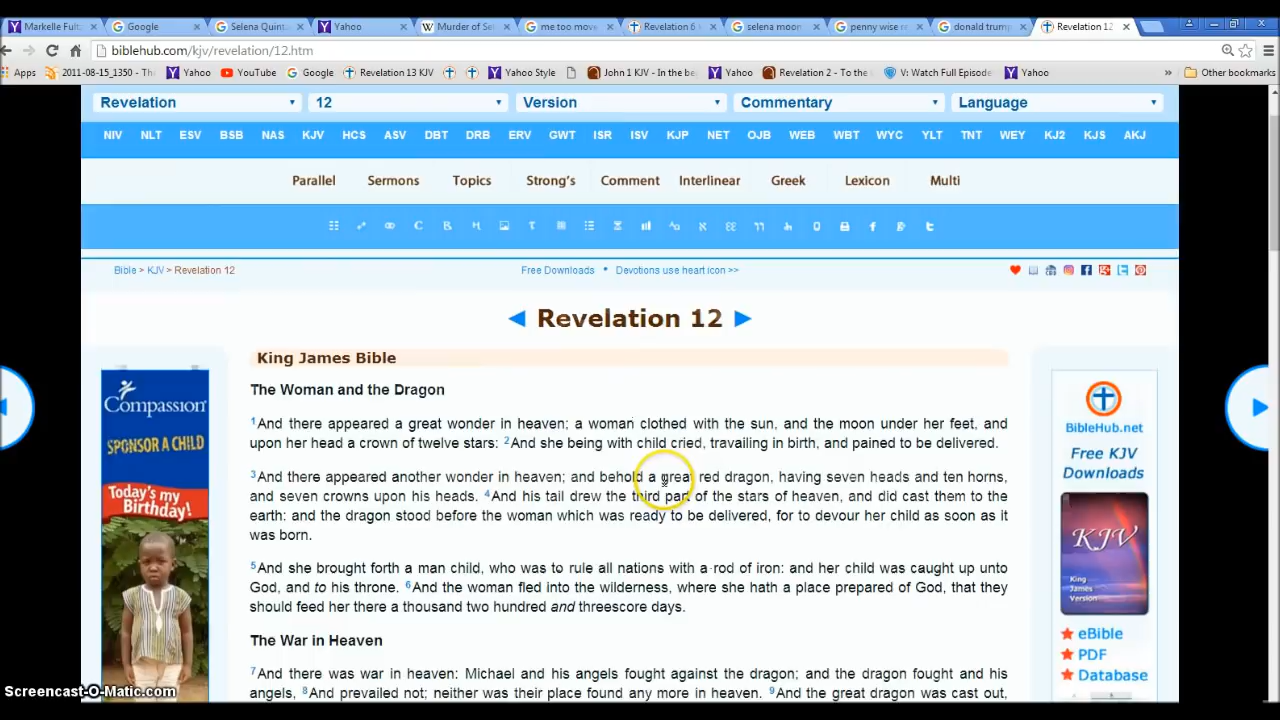 Markelle Fultz
Google
Selena Quint
Yahoo
Murder of Sel
me too move
Revelation 6
selena moon
penny wise re
donald trump
Revelation 12
biblehub.com/kjv/revelation/12.htm
Apps
2011-08-15_1350 - Th
Yahoo
YouTube
Google
Revelation 13 KJV
Yahoo Style
John 1 KJV - In the be
Yahoo
Revelation 2 - To the
V: Watch Full Episode
Yahoo
»
Other bookmarks
Revelation
12
Version
Commentary
Language
NIV NLT ESV BSB NAS KJV HCS ASV DBT DRB ERV GWT ISR ISV KJP NET OJB WEB WBT WYC YLT TNT WEY KJ2 KJS AKJ
Parallel Sermons Topics Strong's Comment Interlinear Greek Lexicon Multi
Bible > KJV > Revelation 12
Free Downloads • Devotions use heart icon >>
Revelation 12
King James Bible
The Woman and the Dragon
1And there appeared a great wonder in heaven; a woman clothed with the sun, and the moon under her feet, and
upon her head a crown of twelve stars: 2And she being with child cried, travailing in birth, and pained to be delivered.
3And there appeared another wonder in heaven; and behold a great red dragon, having seven heads and ten horns,
and seven crowns upon his heads. 4And his tail drew the third part of the stars of heaven, and did cast them to the
earth: and the dragon stood before the woman which was ready to be delivered, for to devour her child as soon as it
was born.
5And she brought forth a man child, who was to rule all nations with a rod of iron: and her child was caught up unto
God, and to his throne. 6And the woman fled into the wilderness, where she hath a place prepared of God, that they
should feed her there a thousand two hundred and threescore days.
The War in Heaven
7And there was war in heaven: Michael and his angels fought against the dragon; and the dragon fought and his
angels, 8And prevailed not; neither was their place found any more in heaven. 9And the great dragon was cast out,
Compassion
SPONSOR A CHILD
Today's my
Birthday!
BibleHub.net
Free KJV
Downloads
KJV
King
James
Version
eBible
PDF
Database
Screencast-O-Matic.com